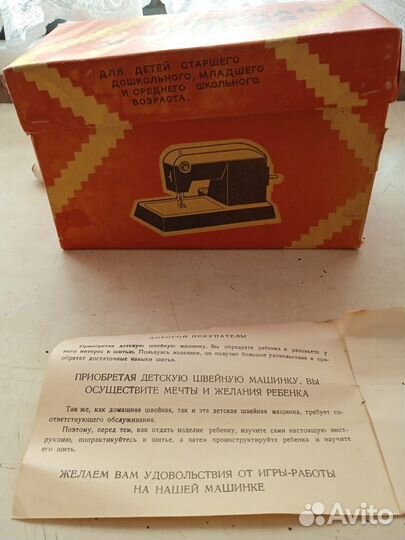 ДЛЯ ДЕТЕЙ СТАРШЕГО
ДОШКОЛЬНОГО, МЛАДШЕГО
И СРЕДНЕГО ШКОЛЬНОГО
ВОЗРАСТА.
ДОРОГОЙ ПОКУПАТЕЛЬ!
Приобретая детскую швейную машинку, Вы обрадуете ребенка и разовьете у
него интерес к шитью. Пользуясь изделием, он получит большое удовольствие и при-
обретет достаточные навыки шитья.
ПРИОБРЕТАЯ ДЕТСКУЮ ШВЕЙНУЮ МАШИНКУ, ВЫ
ОСУЩЕСТВИТЕ МЕЧТЫ И ЖЕЛАНИЯ РЕБЕНКА
Так же, как домашняя швейная, так и эта детская швейная машинка, требует со-
ответствующего обслуживания.
Поэтому, перед тем, как отдать изделие ребенку, изучите сами настоящую инст-
рукцию, попрактикуйтесь в шитье, а затем проинструктируйте ребенка и научите
его шить.
ЖЕЛАЕМ ВАМ УДОВОЛЬСТВИЯ ОТ ИГРЫ-РАБОТЫ
НА НАШЕЙ МАШИНКЕ
Avito